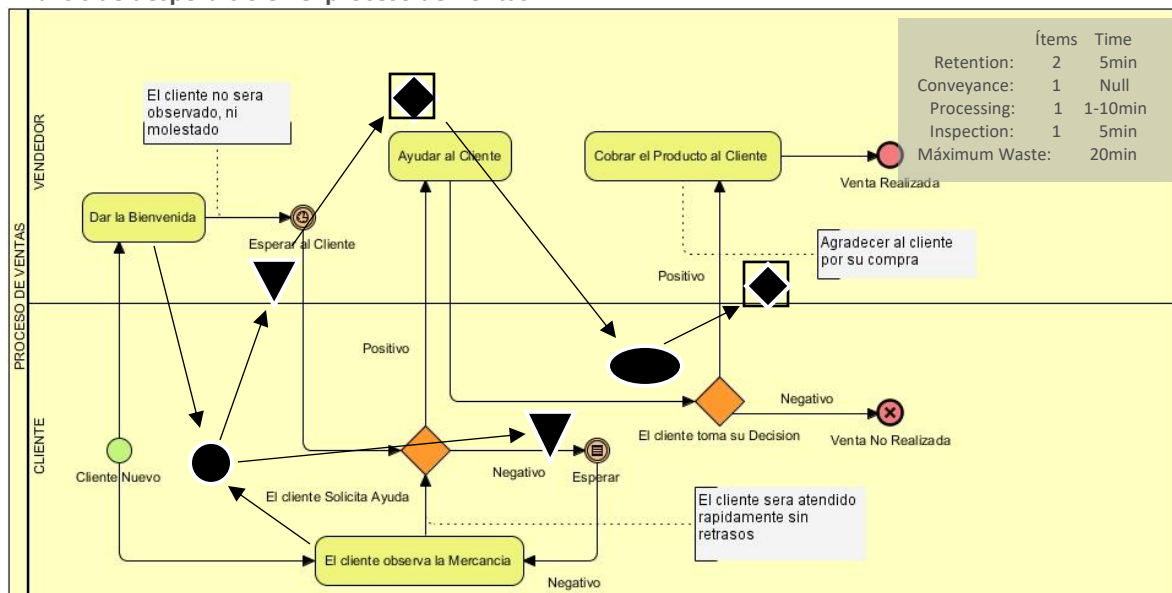 Ítems Time
Retention: 2 5min
Conveyance: 1 Null
Processing: 1 1-10min
Inspection: 1 5min
Máximum Waste: 20min
PROCESO DE VENTAS
VENDEDOR
El cliente no sera
observado, ni
molestado
Ayudar al Cliente
Cobrar el Producto al Cliente
Venta Realizada
Dar la Bienvenida
Esperar al Cliente
Agradecer al cliente
por su compra
Positivo
CLIENTE
Positivo
Negativo
El cliente toma su Decision
Venta No Realizada
Cliente Nuevo
Negativo
Esperar
El cliente Solicita Ayuda
El cliente sera atendido
rapidamente sin
retrasos
El cliente observa la Mercancia
Negativo